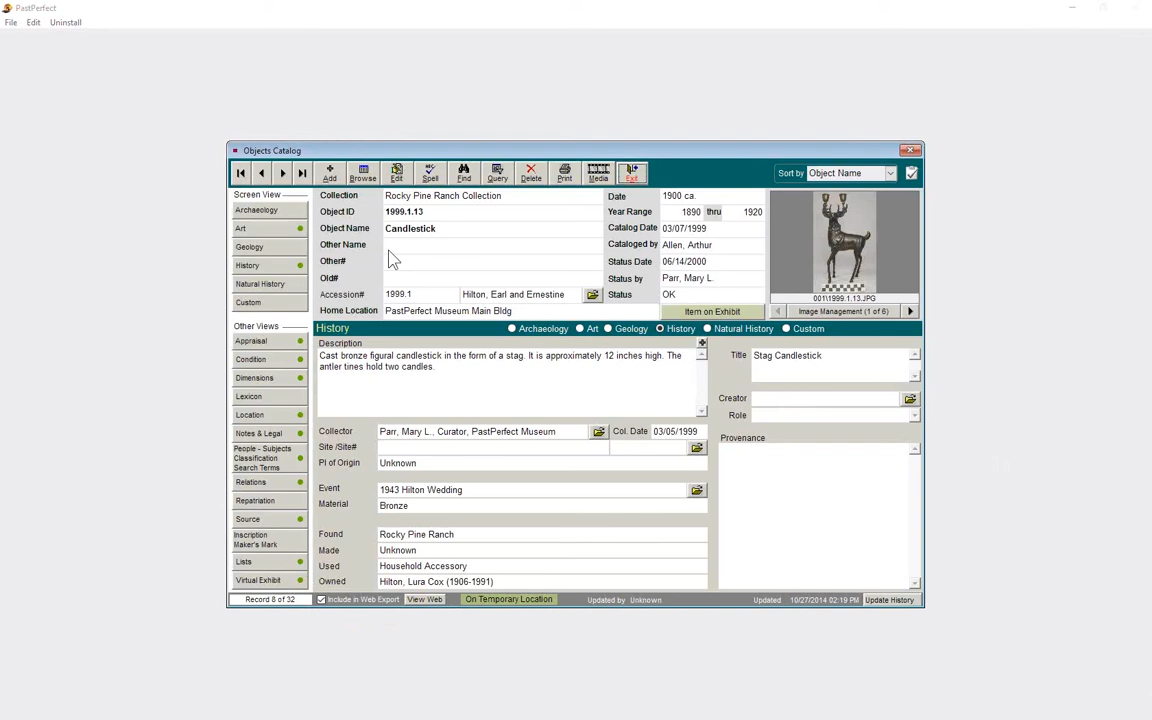 PastPerfect
File Edit Uninstall
Objects Catalog
Add Browse Edit Spell Find Query Delete Print Media Exit
Sort by Object Name
Screen View
Archaeology
Art
Geology
History
Natural History
Custom
Other Views
Appraisal
Condition
Dimensions
Lexicon
Location
Notes & Legal
People - Subjects
Classification
Search Terms
Relations
Repatriation
Source
Inscription
Maker's Mark
Lists
Virtual Exhibit
Record 8 of 32
Collection Rocky Pine Ranch Collection
Object ID 1999.1.13
Object Name Candlestick
Other Name
Other#
Old#
Accession# 1999.1 Hilton, Earl and Ernestine
Home Location PastPerfect Museum Main Bldg
Date 1900 ca.
Year Range 1890 thru 1920
Catalog Date 03/07/1999
Cataloged by Allen, Arthur
Status Date 06/14/2000
Status by Parr, Mary L.
Status OK
Item on Exhibit
001\1999.1.13.JPG
Image Management (1 of 6)
History Archaeology Art Geology History Natural History Custom
Description
Cast bronze figural candlestick in the form of a stag. It is approximately 12 inches high. The
antler tines hold two candles.
Title Stag Candlestick
Creator
Role
Provenance
Collector Parr, Mary L., Curator, PastPerfect Museum Col. Date 03/05/1999
Site /Site#
Pl of Origin Unknown
Event 1943 Hilton Wedding
Material Bronze
Found Rocky Pine Ranch
Made Unknown
Used Household Accessory
Owned Hilton, Lura Cox (1906-1991)
Include in Web Export View Web On Temporary Location Updated by Unknown Updated 10/27/2014 02:19 PM Update History